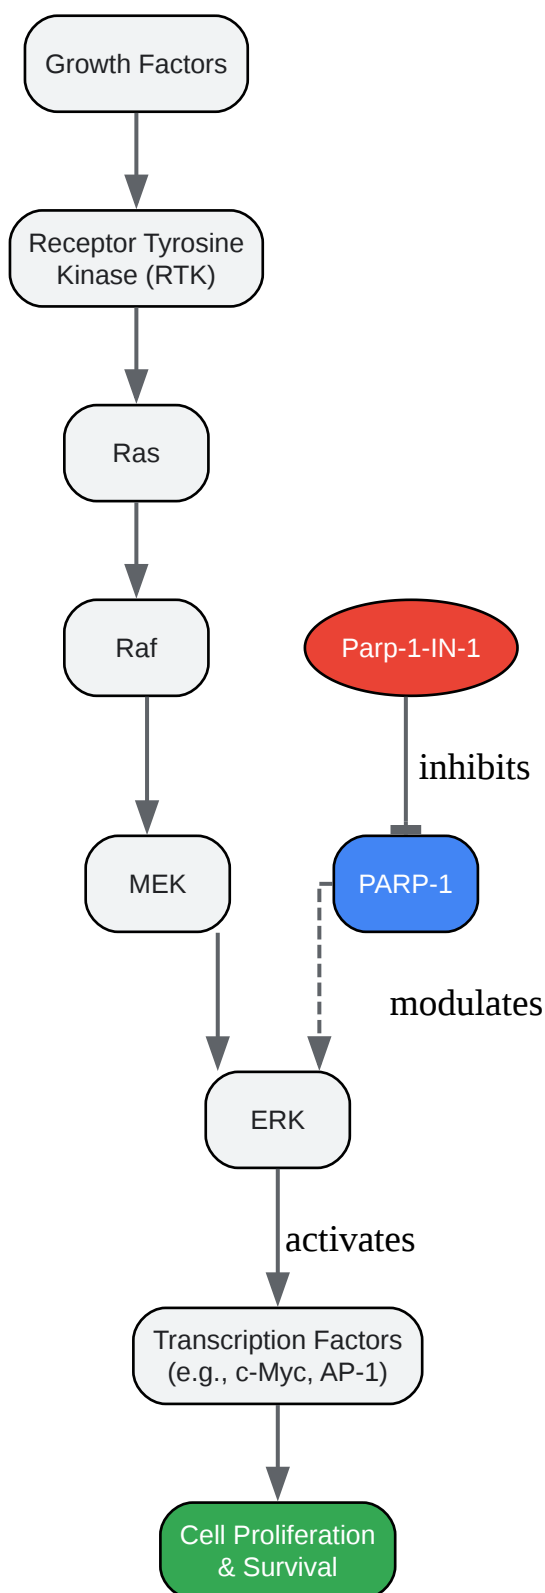 Growth Factors
Receptor Tyrosine
Kinase (RTK)
Ras
Raf
Parp-1-IN-1
inhibits
MEK
PARP-1
modulates
ERK
activates
Transcription Factors
(e.g., c-Myc, AP-1)
Cell Proliferation
& Survival